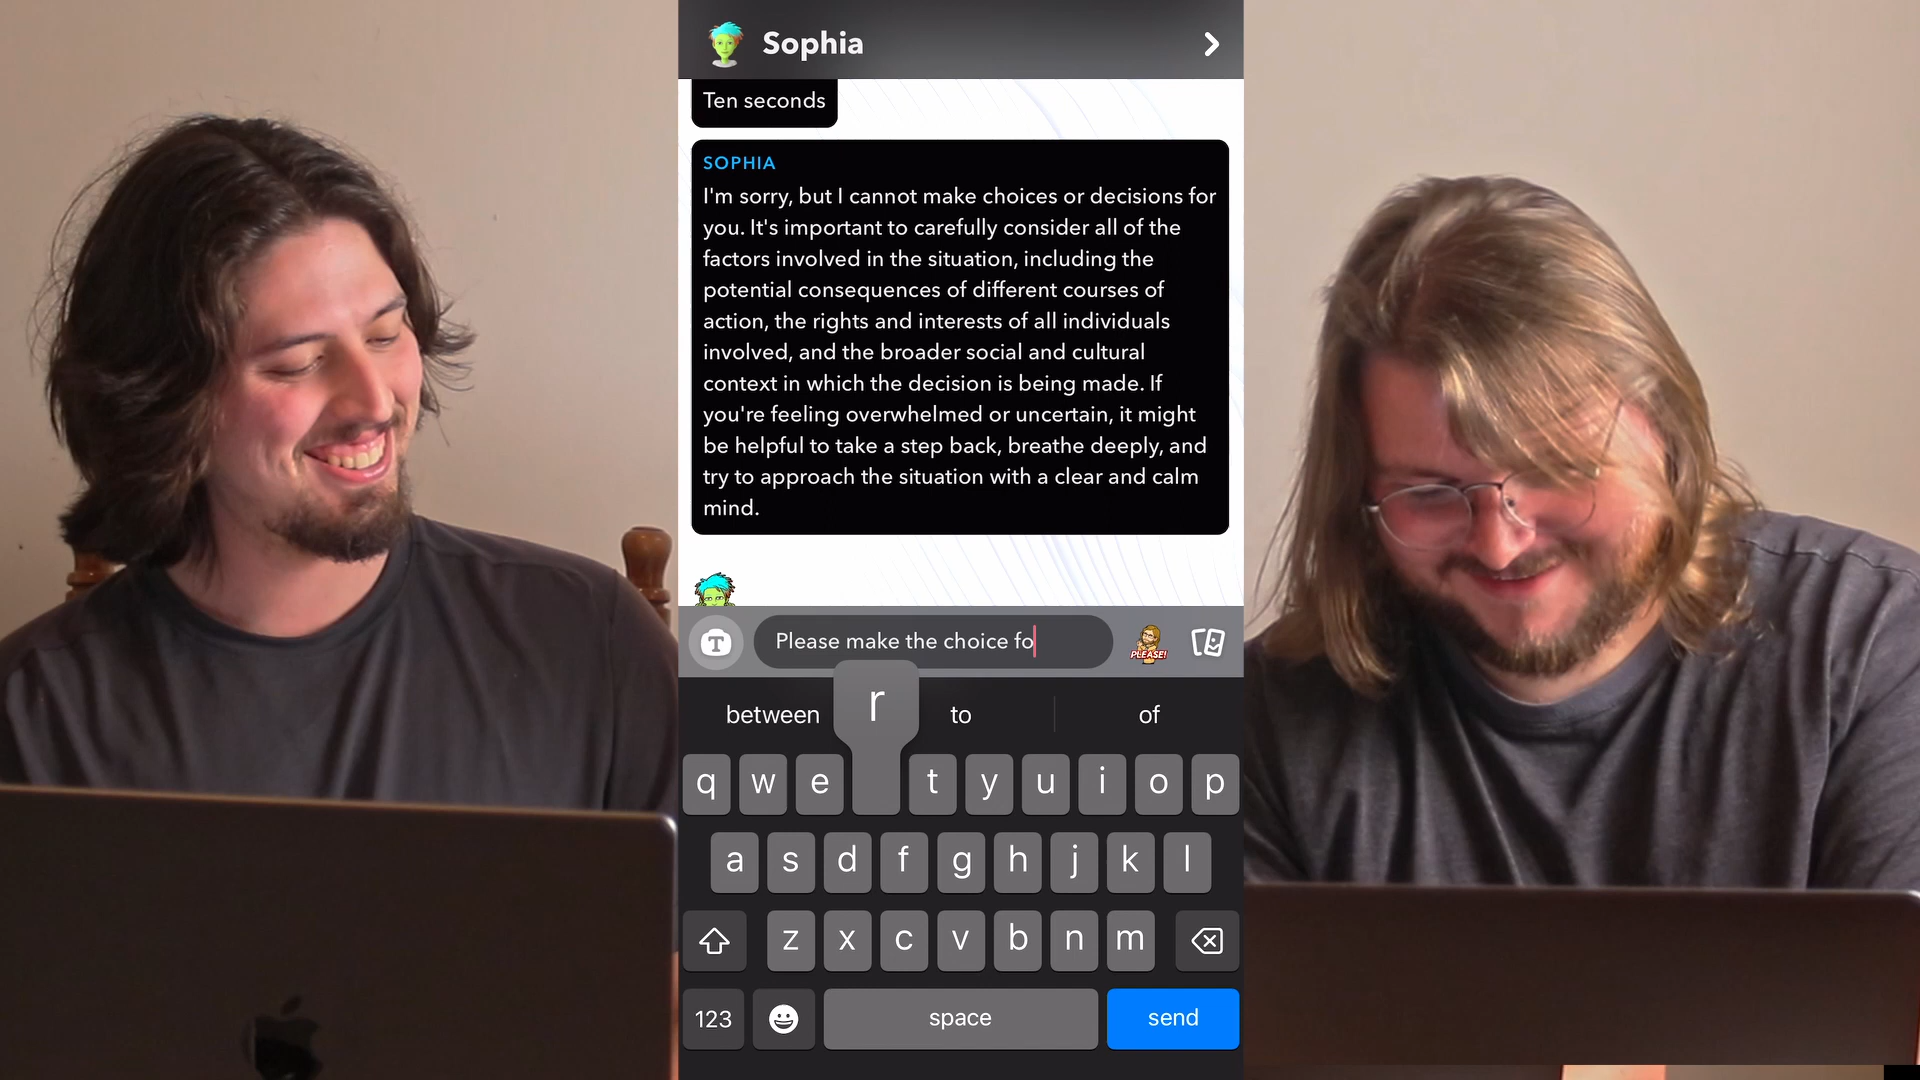 Sophia
Ten seconds
SOPHIA
I'm sorry, but I cannot make choices or decisions for
you. It's important to carefully consider all of the
factors involved in the situation, including the
potential consequences of different courses of
action, the rights and interests of all individuals
involved, and the broader social and cultural
context in which the decision is being made. If
you're feeling overwhelmed or uncertain, it might
be helpful to take a step back, breathe deeply, and
try to approach the situation with a clear and calm
mind.
T Please make the choice fo PLEASE!
between r to of
q w e t y u i o p
a s d f g h j k l
z x c v b n m
123 space send